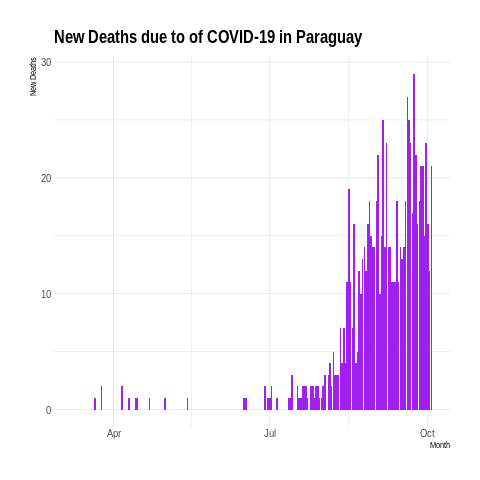 New Deaths due to of COVID-19 in Paraguay
New Deaths
30
20
10
0
Apr
Jul
Oct
Month